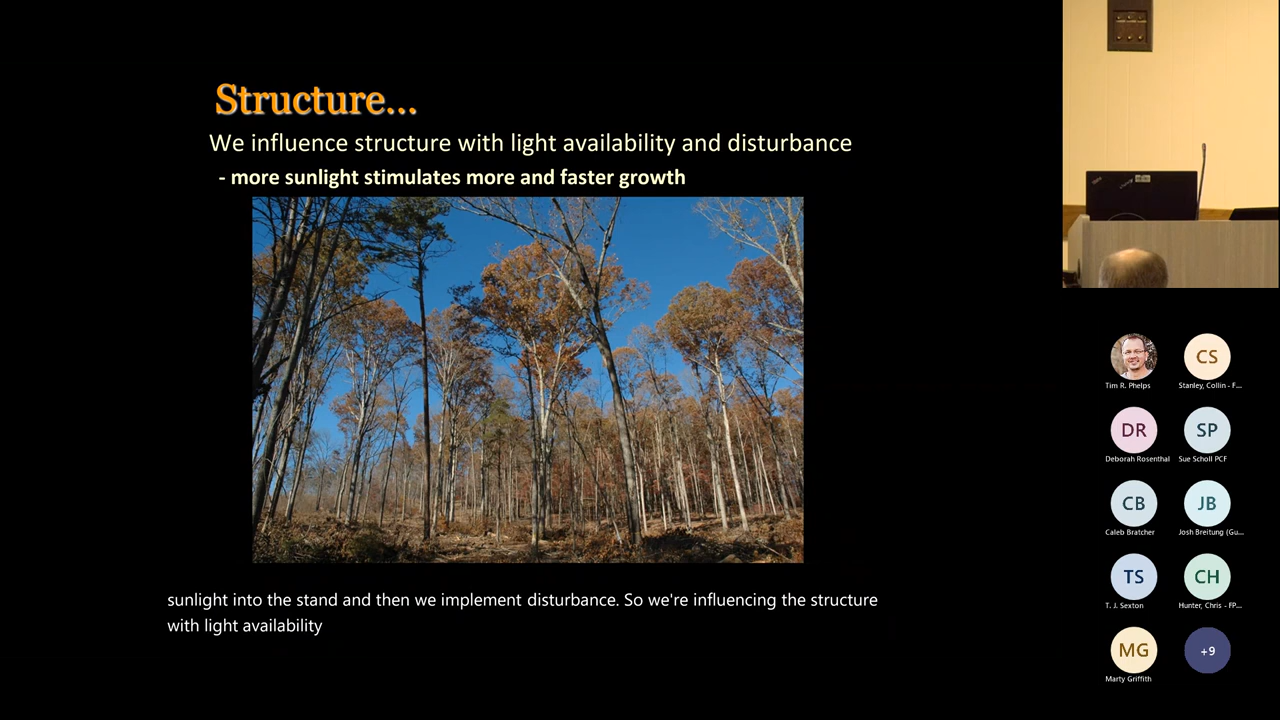 Structure...
We influence structure with light availability and disturbance
- more sunlight stimulates more and faster growth
sunlight into the stand and then we implement disturbance. So we're influencing the structure
with light availability
CS
Tim R. Phelps
Stanley, Collin - F...
DR
SP
Deborah Rosenthal
Sue Scholl PCF
CB
JB
Caleb Bratcher
Josh Breitung (Gu...
TS
CH
T. J. Sexton
Hunter, Chris - FP...
MG
+9
Marty Griffith